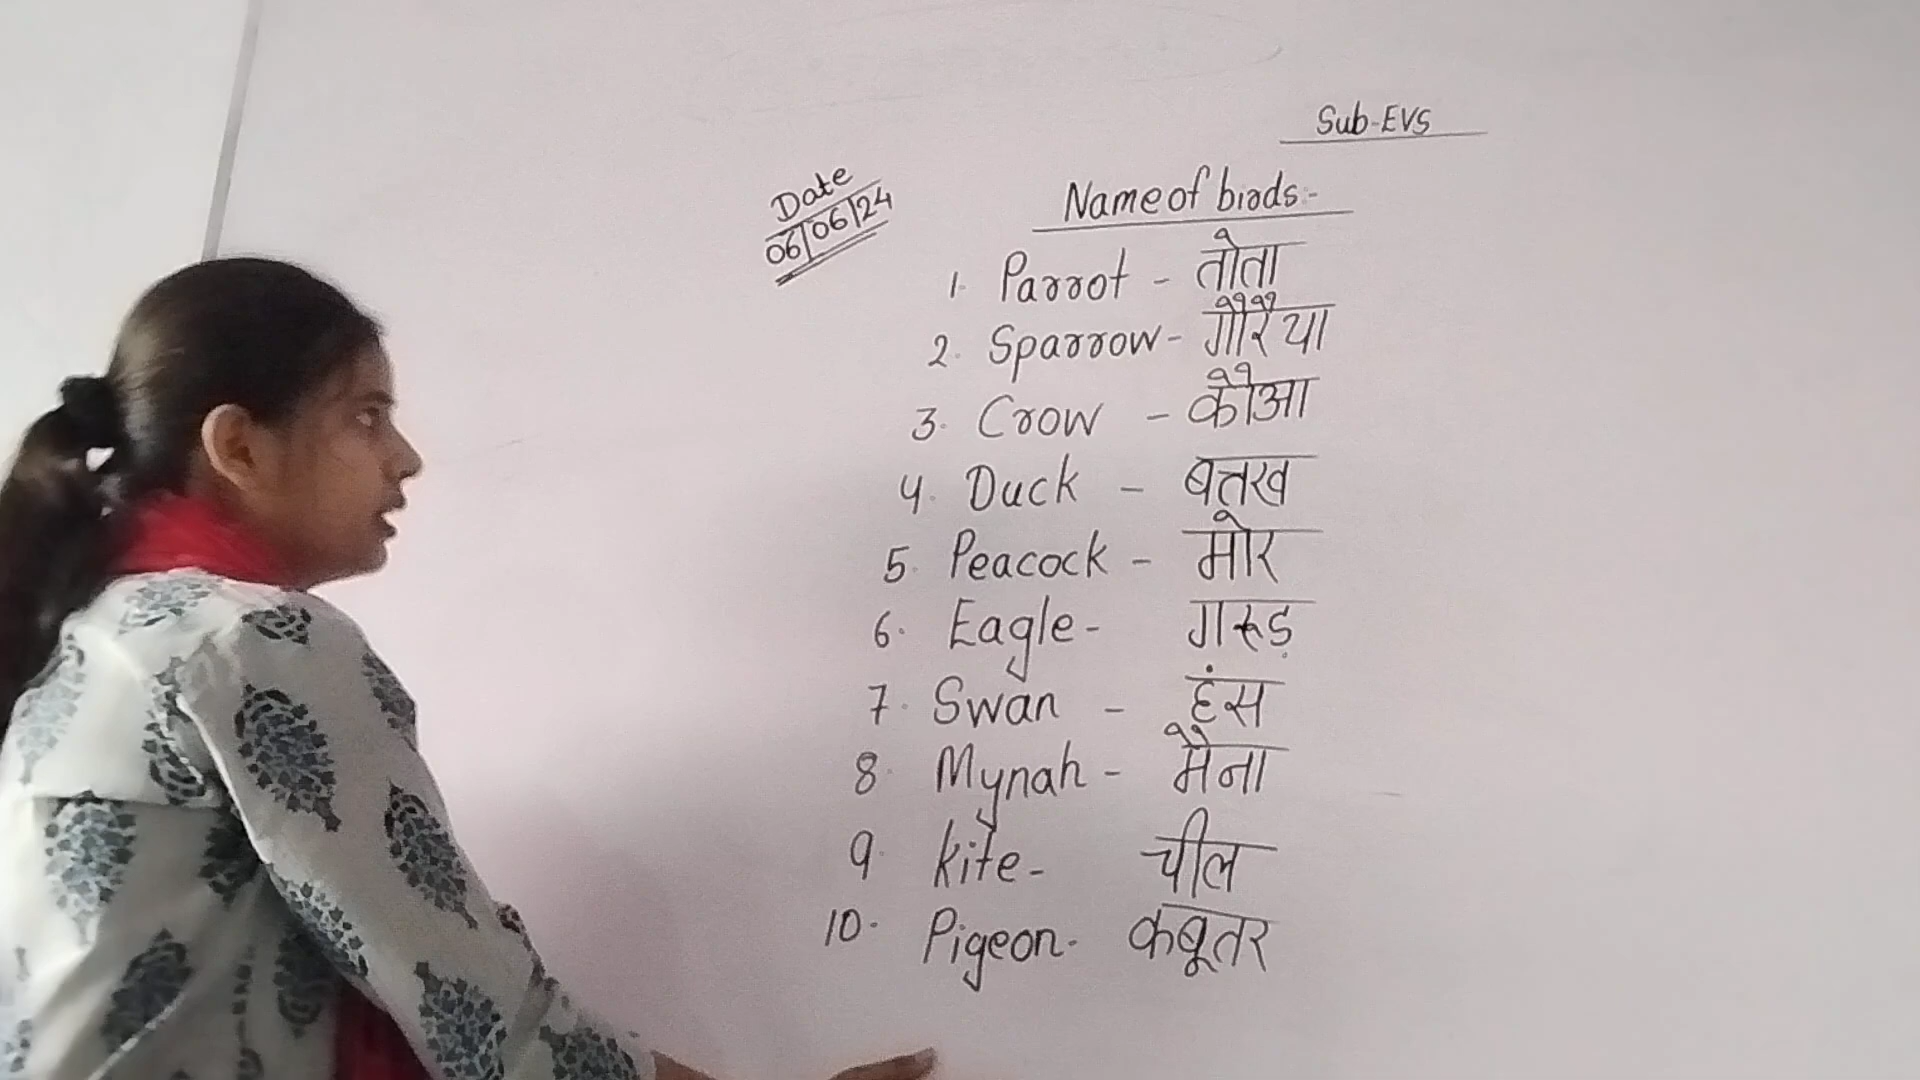 Sub-EVS
Date
06/06/24
Name of birds:-
1. Parrot - तोता
2. Sparrow - गौरैया
3. Crow - कौआ
4. Duck - बत्तख
5. Peacock - मोर
6. Eagle - गरूड़
7. Swan - हंस
8. Mynah - मैना
9. Kite - चील
10. Pigeon - कबूतर